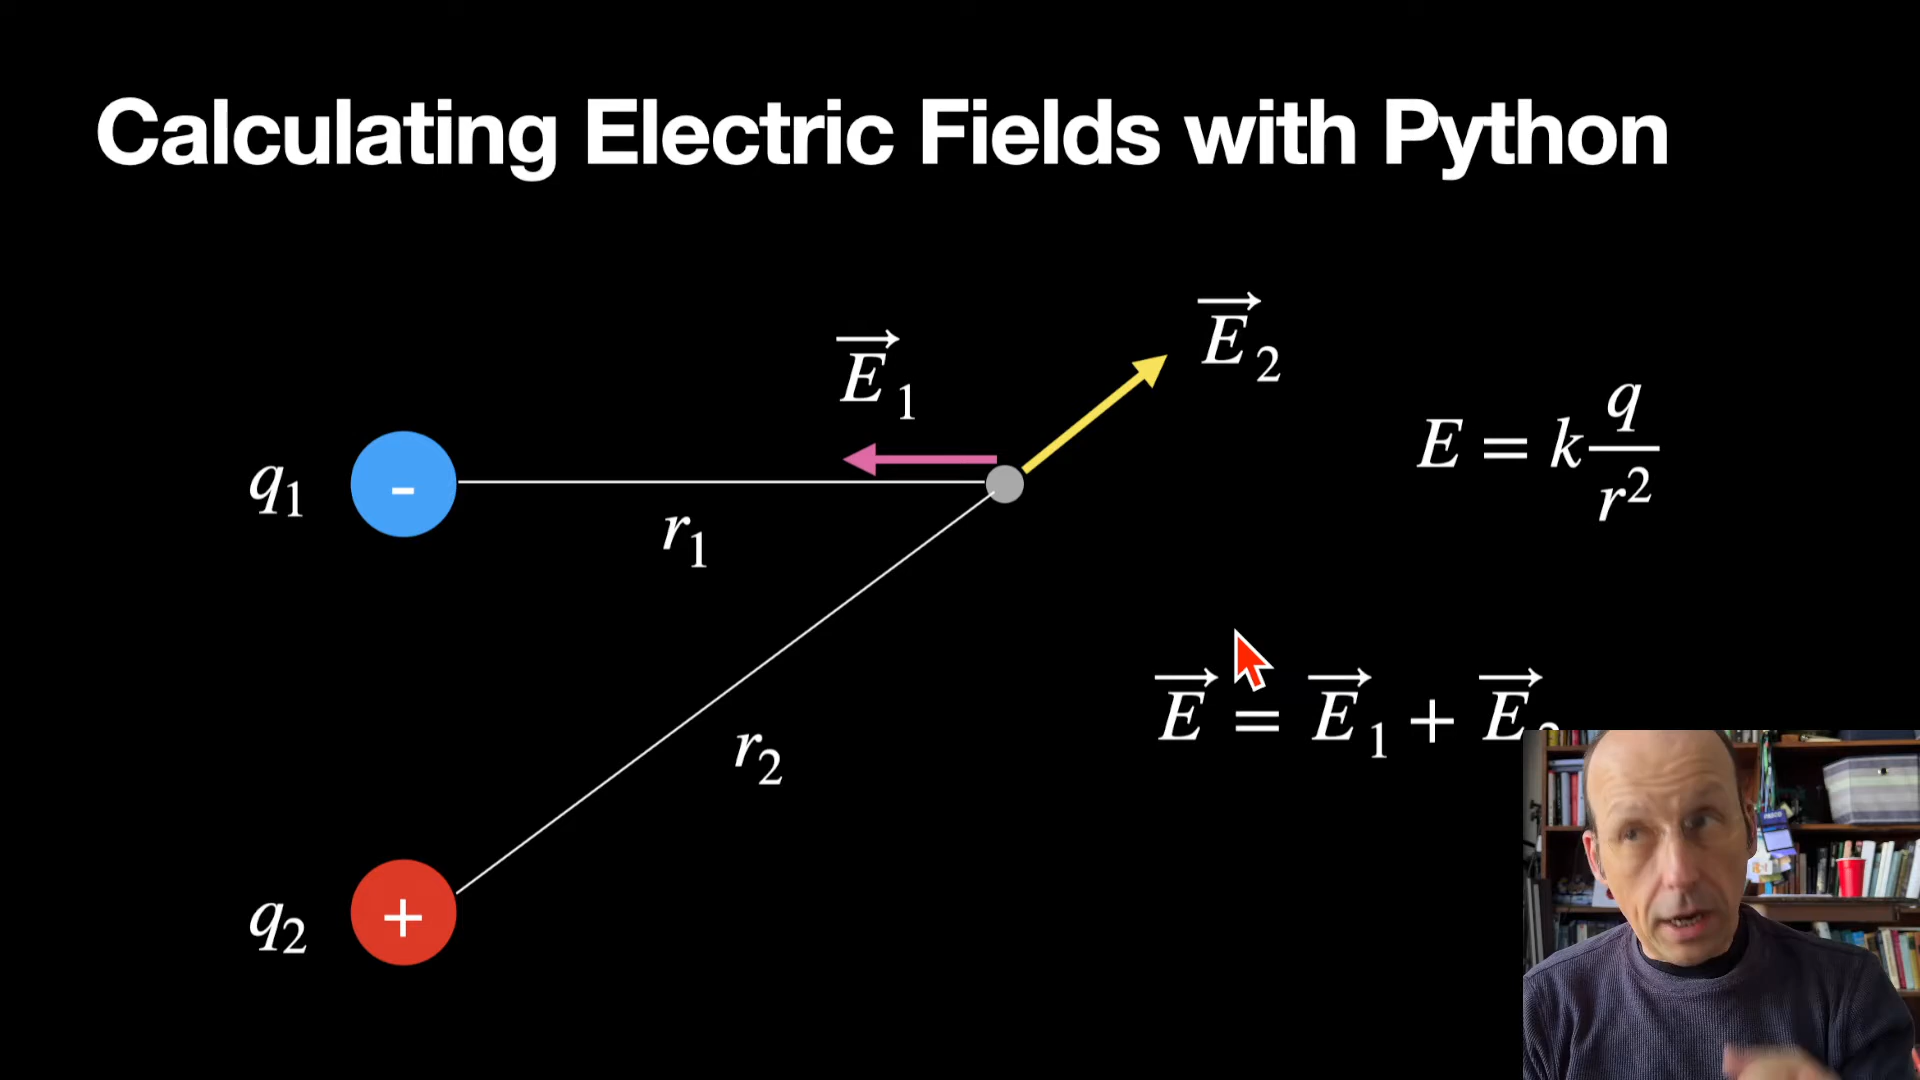 Calculating Electric Fields with Python
E⃗₂
E⃗₁
E = k q/r²
q₁ -
r₁
E⃗ = E⃗₁ + E⃗
r₂
q₂ +